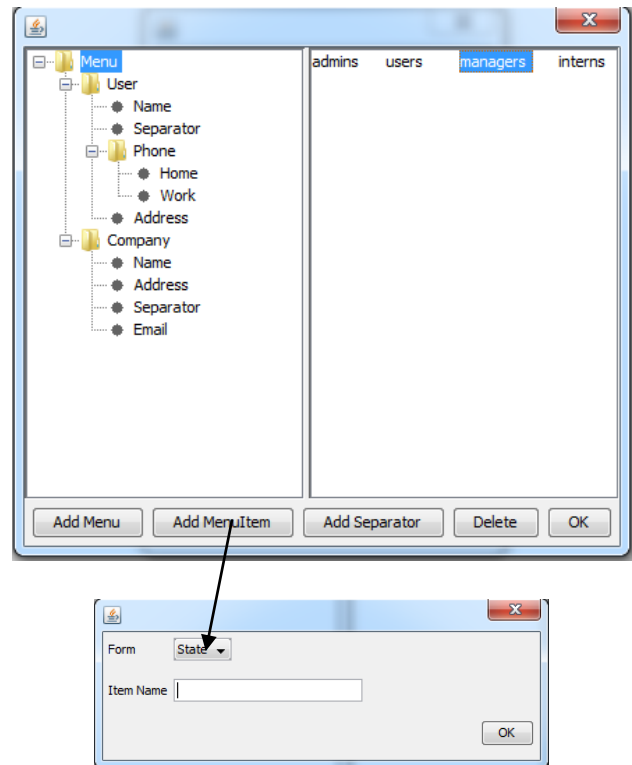 Menu
User
Name
Separator
Phone
Home
Work
Address
Company
Name
Address
Separator
Email
admins users managers interns
Add Menu Add MenuItem Add Separator Delete OK
Form State
Item Name
OK